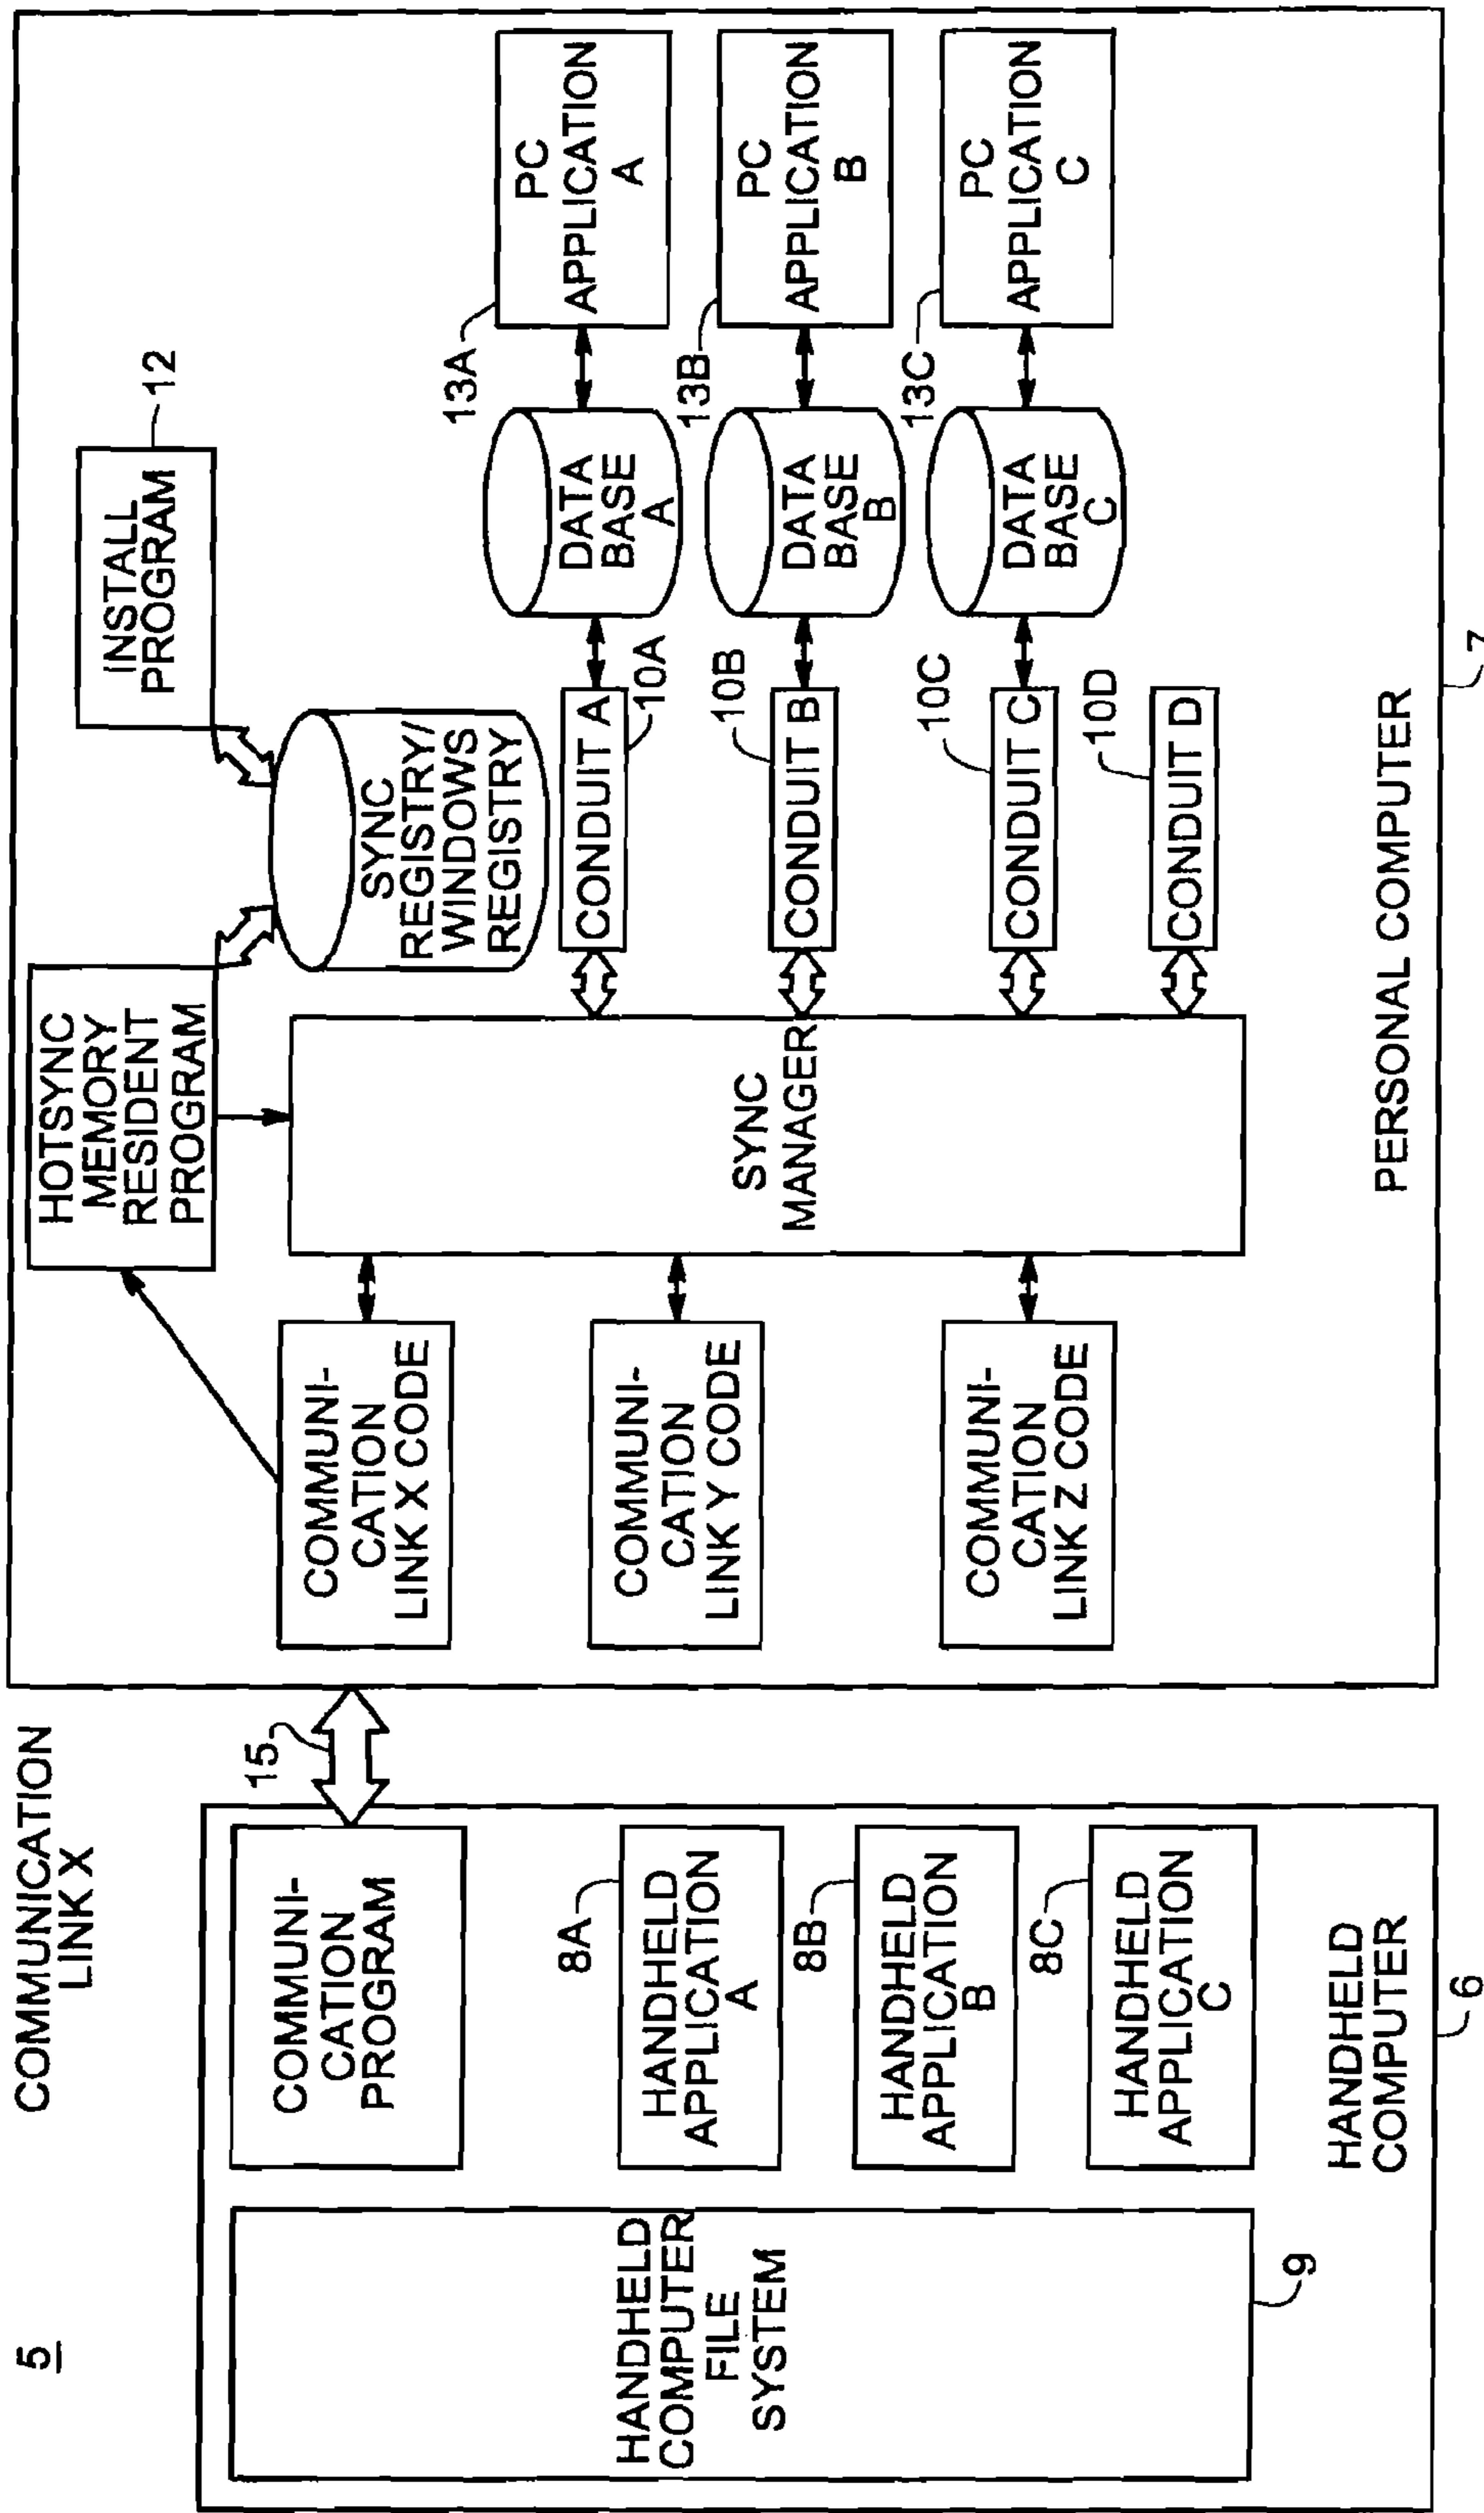 5
COMMUNICATION
LINK X
15
COMMUNI-
CATION
PROGRAM
HANDHELD
COMPUTER
FILE
SYSTEM
9
8A
HANDHELD
APPLICATION
A
8B
HANDHELD
APPLICATION
B
8C
HANDHELD
APPLICATION
C
HANDHELD
COMPUTER
6
HOTSYNC
MEMORY
RESIDENT
PROGRAM
INSTALL
PROGRAM
12
SYNC
REGISTRY/
WINDOWS
REGISTRY
COMMUNI-
CATION
LINK X CODE
COMMUNI-
CATION
LINK Y CODE
COMMUNI-
CATION
LINK Z CODE
SYNC
MANAGER
CONDUIT A
10A
CONDUIT B
10B
CONDUIT C
10C
CONDUIT D
10D
DATA
BASE
A
DATA
BASE
B
DATA
BASE
C
13A
PC
APPLICATION
A
13B
PC
APPLICATION
B
13C
PC
APPLICATION
C
PERSONAL COMPUTER
7